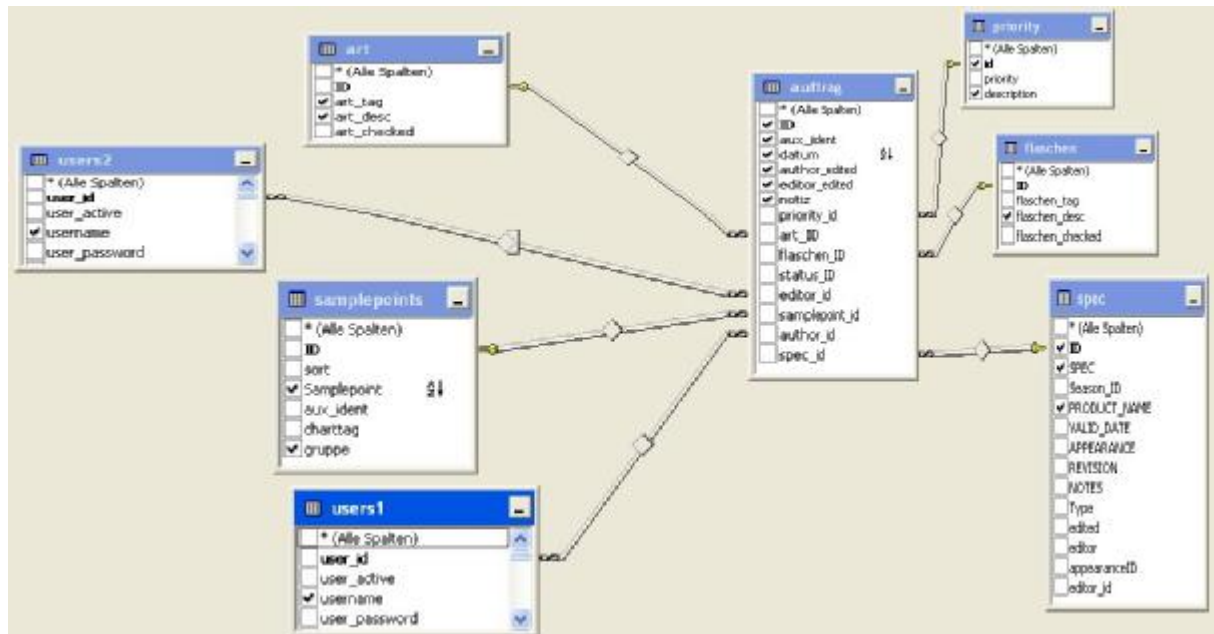 art
* (Alle Spalten)
ID
art_tag
art_desc
art_checked
users2
* (Alle Spalten)
user_id
user_active
username
user_password
samplepoints
* (Alle Spalten)
ID
sort
Samplepoint
aux_ident
charttag
gruppe
users1
* (Alle Spalten)
user_id
user_active
username
user_password
auftrag
* (Alle Spalten)
ID
aux_ident
datum
author_edited
editor_edited
notiz
priority_id
art_ID
flaschen_ID
status_ID
editor_id
samplepoint_id
author_id
spec_id
priority
* (Alle Spalten)
id
priority
description
flaschen
* (Alle Spalten)
ID
flaschen_tag
flaschen_desc
flaschen_checked
spec
* (Alle Spalten)
ID
SPEC
Season_ID
PRODUCT_NAME
VALID_DATE
APPEARANCE
REVISION
NOTES
Type
edited
editor
appearanceID
editor_id